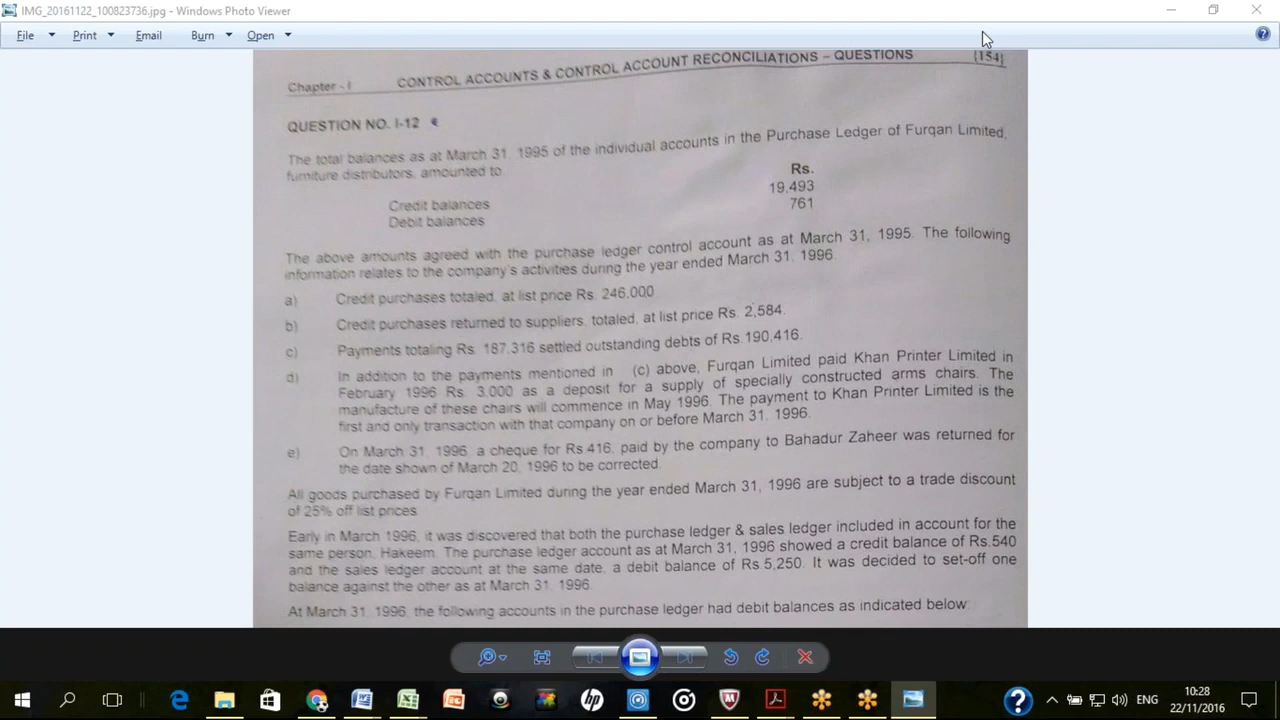 IMG_20161122_100823736.jpg - Windows Photo Viewer
File Print Email Burn Open
Chapter - I CONTROL ACCOUNTS & CONTROL ACCOUNT RECONCILIATIONS – QUESTIONS [154]
QUESTION NO. I-12
The total balances as at March 31, 1995 of the individual accounts in the Purchase Ledger of Furqan Limited,
furniture distributors, amounted to
Rs.
Credit balances 19,493
Debit balances 761
The above amounts agreed with the purchase ledger control account as at March 31, 1995. The following
information relates to the company's activities during the year ended March 31, 1996.
a) Credit purchases totaled, at list price Rs. 246,000
b) Credit purchases returned to suppliers, totaled, at list price Rs. 2,584.
c) Payments totaling Rs. 187,316 settled outstanding debts of Rs.190,416.
d) In addition to the payments mentioned in (c) above, Furqan Limited paid Khan Printer Limited in
February 1996 Rs. 3,000 as a deposit for a supply of specially constructed arms chairs. The
manufacture of these chairs will commence in May 1996. The payment to Khan Printer Limited is the
first and only transaction with that company on or before March 31, 1996.
e) On March 31, 1996, a cheque for Rs.416, paid by the company to Bahadur Zaheer was returned for
the date shown of March 20, 1996 to be corrected.
All goods purchased by Furqan Limited during the year ended March 31, 1996 are subject to a trade discount
of 25% off list prices.
Early in March 1996, it was discovered that both the purchase ledger & sales ledger included in account for the
same person, Hakeem. The purchase ledger account as at March 31, 1996 showed a credit balance of Rs.540
and the sales ledger account at the same date, a debit balance of Rs 5,250. It was decided to set-off one
balance against the other as at March 31, 1996.
At March 31, 1996, the following accounts in the purchase ledger had debit balances as indicated below:
ENG
10:28
22/11/2016